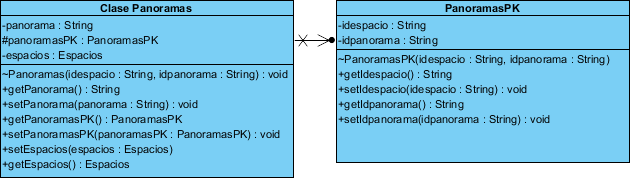 Clase Panoramas
-panorama : String
#panoramasPK : PanoramasPK
-espacios : Espacios
~Panoramas(idespacio : String, idpanorama : String) : void
+getPanorama() : String
+setPanorama(panorama : String) : void
+getPanoramasPK() : PanoramasPK
+setPanoramasPK(panoramasPK : PanoramasPK) : void
+setEspacios(espacios : Espacios)
+getEspacios() : Espacios
PanoramasPK
-idespacio : String
-idpanorama : String
~PanoramasPK(idespacio : String, idpanorama : String)
+getIdespacio() : String
+setIdespacio(idespacio : String) : void
+getIdpanorama() : String
+setIdpanorama(idpanorama : String) : void